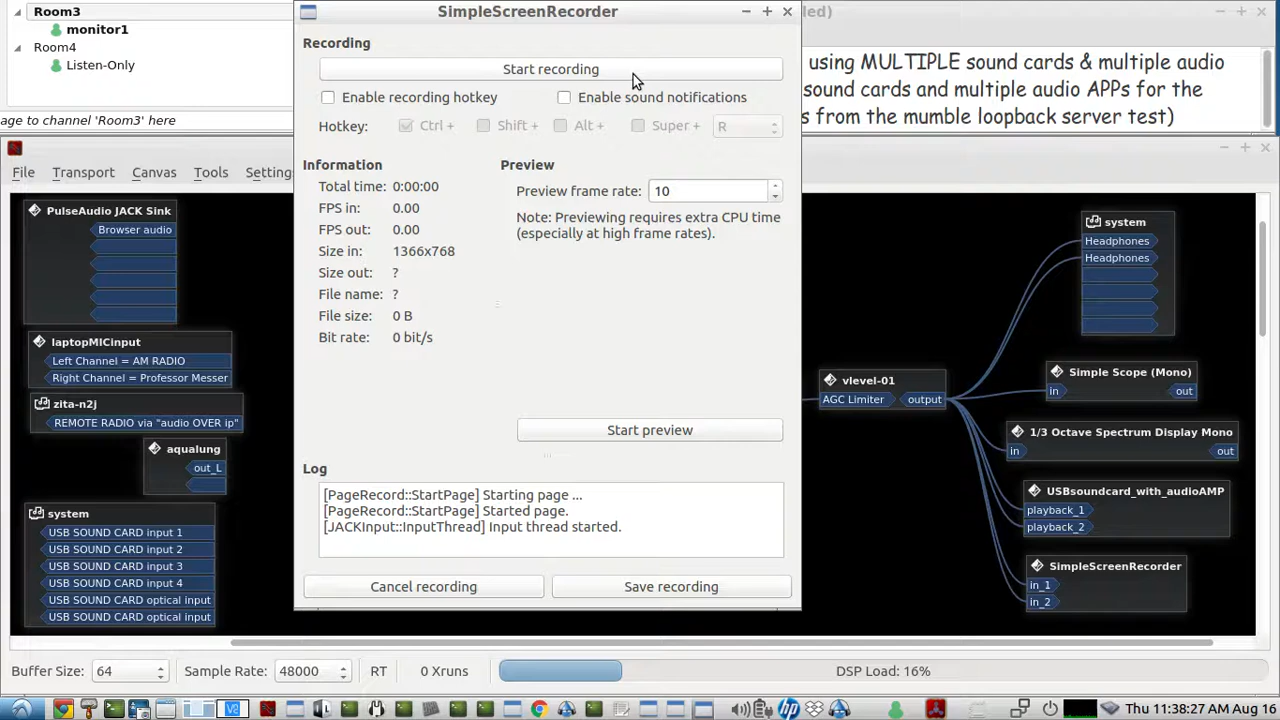 Room3
monitor1
Room4
Listen-Only
age to channel 'Room3' here
SimpleScreenRecorder
Recording
Start recording
Enable recording hotkey
Enable sound notifications
Hotkey: Ctrl + Shift + Alt + Super + R
Information
Total time: 0:00:00
FPS in: 0.00
FPS out: 0.00
Size in: 1366x768
Size out: ?
File name: ?
File size: 0 B
Bit rate: 0 bit/s
Preview
Preview frame rate: 10
Note: Previewing requires extra CPU time
(especially at high frame rates).
Start preview
Log
[PageRecord::StartPage] Starting page ...
[PageRecord::StartPage] Started page.
[JACKInput::InputThread] Input thread started.
Cancel recording
Save recording
led)
using MULTIPLE sound cards & multiple audio
sound cards and multiple audio APPs for the
s from the mumble loopback server test)
File Transport Canvas Tools Setting
PulseAudio JACK Sink
Browser audio
laptopMICinput
Left Channel = AM RADIO
Right Channel = Professor Messer
zita-n2j
REMOTE RADIO via "audio OVER ip"
aqualung
out_L
system
USB SOUND CARD input 1
USB SOUND CARD input 2
USB SOUND CARD input 3
USB SOUND CARD input 4
USB SOUND CARD optical input
USB SOUND CARD optical input
vlevel-01
AGC Limiter output
system
Headphones
Headphones
Simple Scope (Mono)
in out
1/3 Octave Spectrum Display Mono
in out
USBsoundcard_with_audioAMP
playback_1
playback_2
SimpleScreenRecorder
in_1
in_2
Buffer Size: 64 Sample Rate: 48000 RT 0 Xruns DSP Load: 16%
Thu 11:38:27 Aug 16